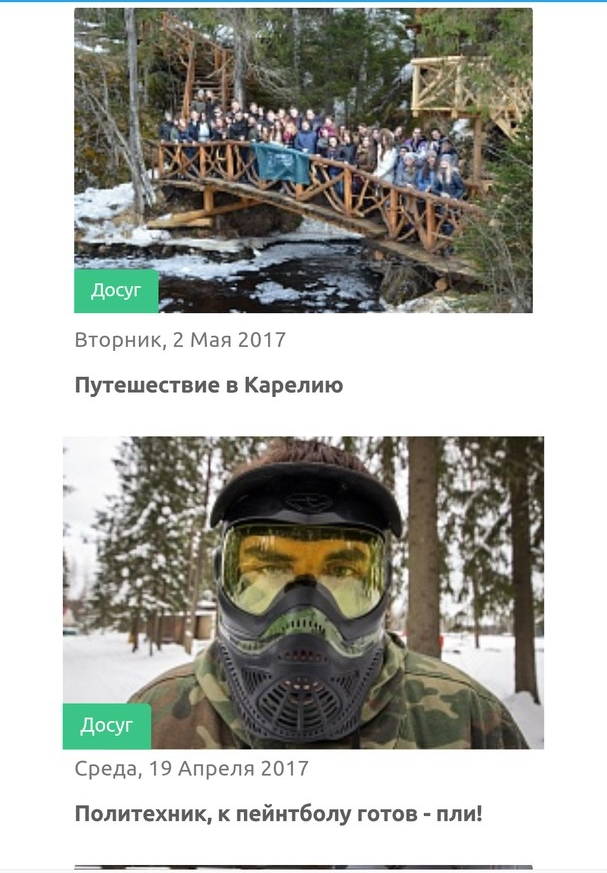 Досуг
Вторник, 2 Мая 2017
Путешествие в Карелию
Досуг
Среда, 19 Апреля 2017
Политехник, к пейнтболу готов - пли!